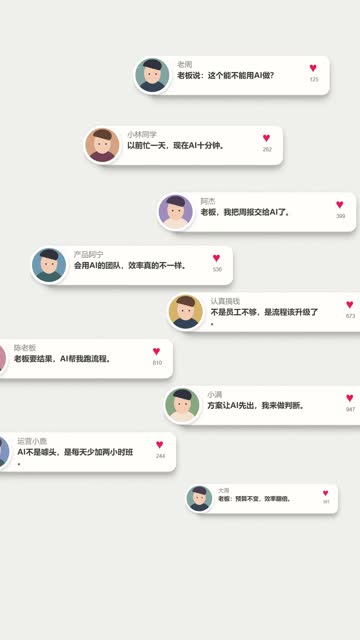 老周
老板说：这个能不能用AI做？
125
小林同学
以前忙一天，现在AI十分钟。
262
阿杰
老板，我把周报交给AI了。
399
产品阿宁
会用AI的团队，效率真的不一样。
536
认真搞钱
不是员工不够，是流程该升级了
。
673
陈老板
老板要结果，AI帮我跑流程。
810
小满
方案让AI先出，我来做判断。
947
运营小鹿
AI不是噱头，是每天少加两小时班
。
244
大海
老板：预算不变，效率翻倍。